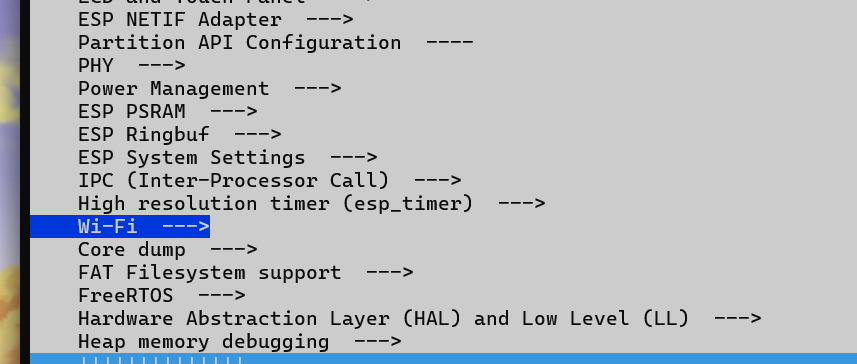 ESP NETIF Adapter  --->
Partition API Configuration  ----
PHY  --->
Power Management  --->
ESP PSRAM  --->
ESP Ringbuf  --->
ESP System Settings  --->
IPC (Inter-Processor Call)  --->
High resolution timer (esp_timer)  --->
Wi-Fi  --->
Core dump  --->
FAT Filesystem support  --->
FreeRTOS  --->
Hardware Abstraction Layer (HAL) and Low Level (LL)  --->
Heap memory debugging  --->